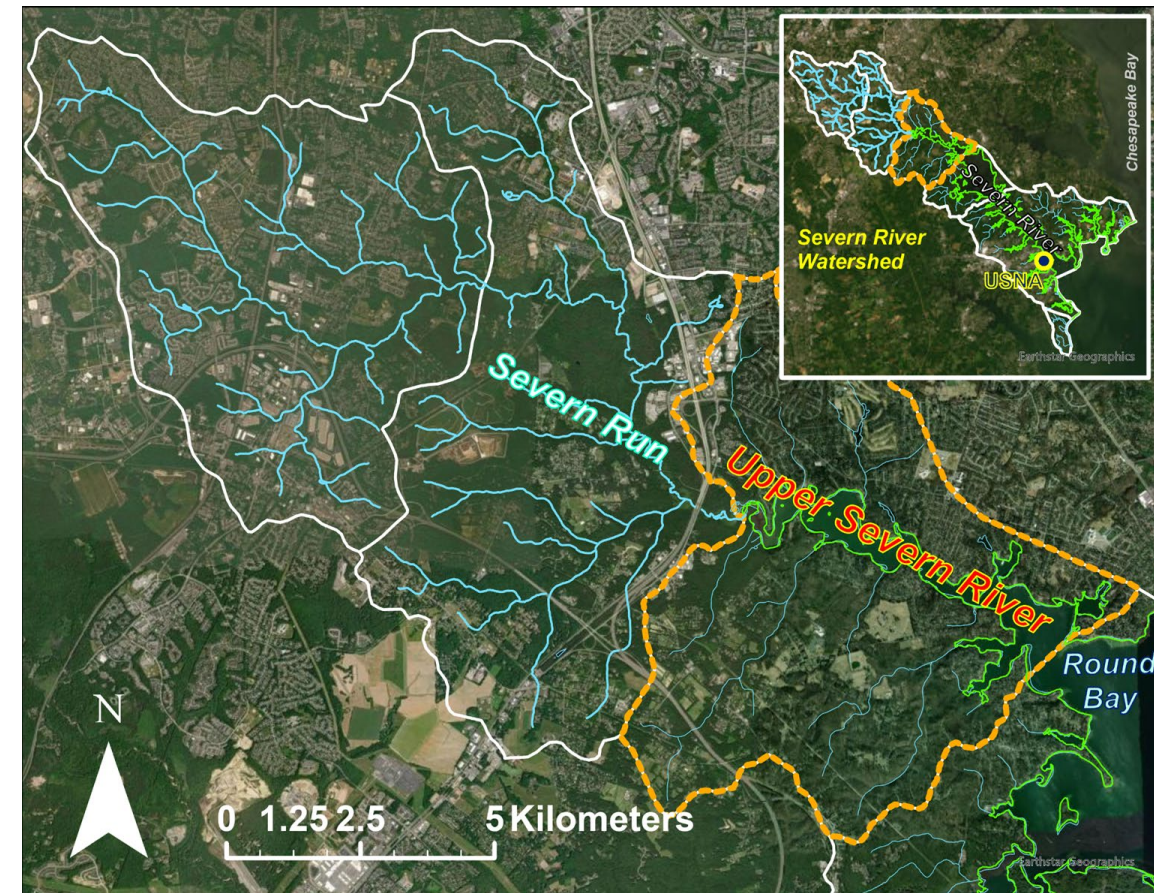 Chesapeake Bay
Severn River
Severn River
Watershed
USNA
Earthstar Geographics
Severn Run
Upper Severn River
Round
Bay
N
0 1.25 2.5 5 Kilometers
Earthstar Geographics